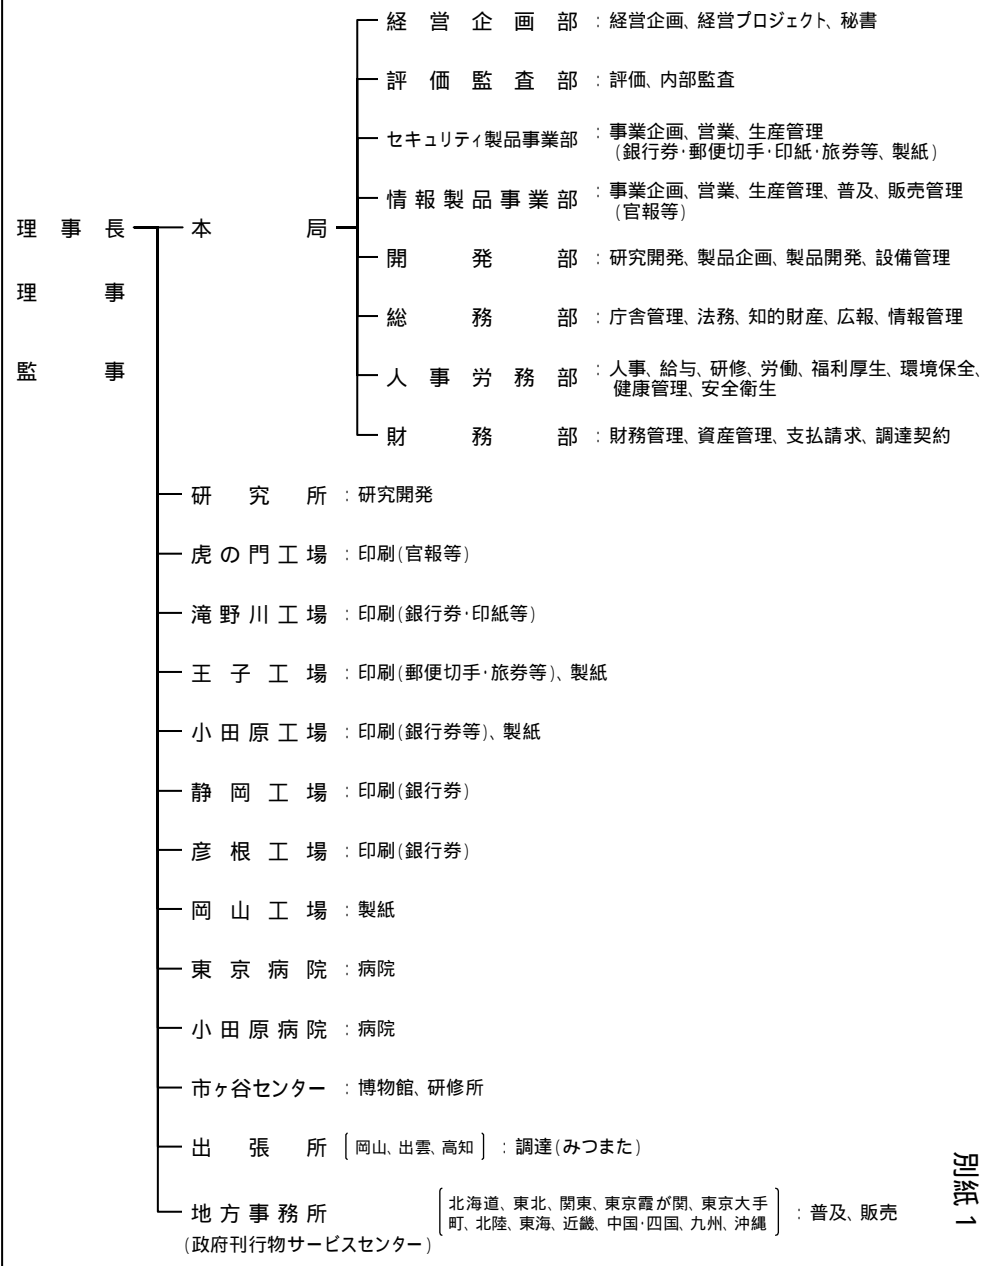 経営企画部 : 経営企画、経営プロジェクト、秘書
評価監査部 : 評価、内部監査
セキュリティ製品事業部 : 事業企画、営業、生産管理
(銀行券・郵便切手・印紙・旅券等、製紙)
情報製品事業部 : 事業企画、営業、生産管理、普及、販売管理
(官報等)
理事長 本局
開発部 : 研究開発、製品企画、製品開発、設備管理
理事
総務部 : 庁舎管理、法務、知的財産、広報、情報管理
監事
人事労務部 : 人事、給与、研修、労働、福利厚生、環境保全、
健康管理、安全衛生
財務部 : 財務管理、資産管理、支払請求、調達契約
研究所 : 研究開発
虎の門工場 : 印刷(官報等)
滝野川工場 : 印刷(銀行券・印紙等)
王子工場 : 印刷(郵便切手・旅券等)、製紙
小田原工場 : 印刷(銀行券等)、製紙
静岡工場 : 印刷(銀行券)
彦根工場 : 印刷(銀行券)
岡山工場 : 製紙
東京病院 : 病院
小田原病院 : 病院
市ヶ谷センター : 博物館、研修所
出張所 [岡山、出雲、高知] : 調達(みつまた)
地方事務所 [北海道、東北、関東、東京霞が関、東京大手
町、北陸、東海、近畿、中国・四国、九州、沖縄] : 普及、販売
(政府刊行物サービスセンター)
別紙1